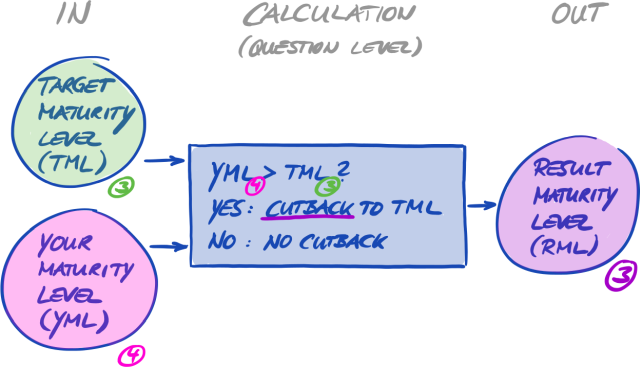 IN
CALCULATION
(QUESTION LEVEL)
OUT
TARGET
MATURITY
LEVEL
(TML)
3
YOUR
MATURITY
LEVEL
(YML)
4
YML > TML?
4 3
YES: CUTBACK TO TML
NO: NO CUTBACK
RESULT
MATURITY
LEVEL
(RML)
3